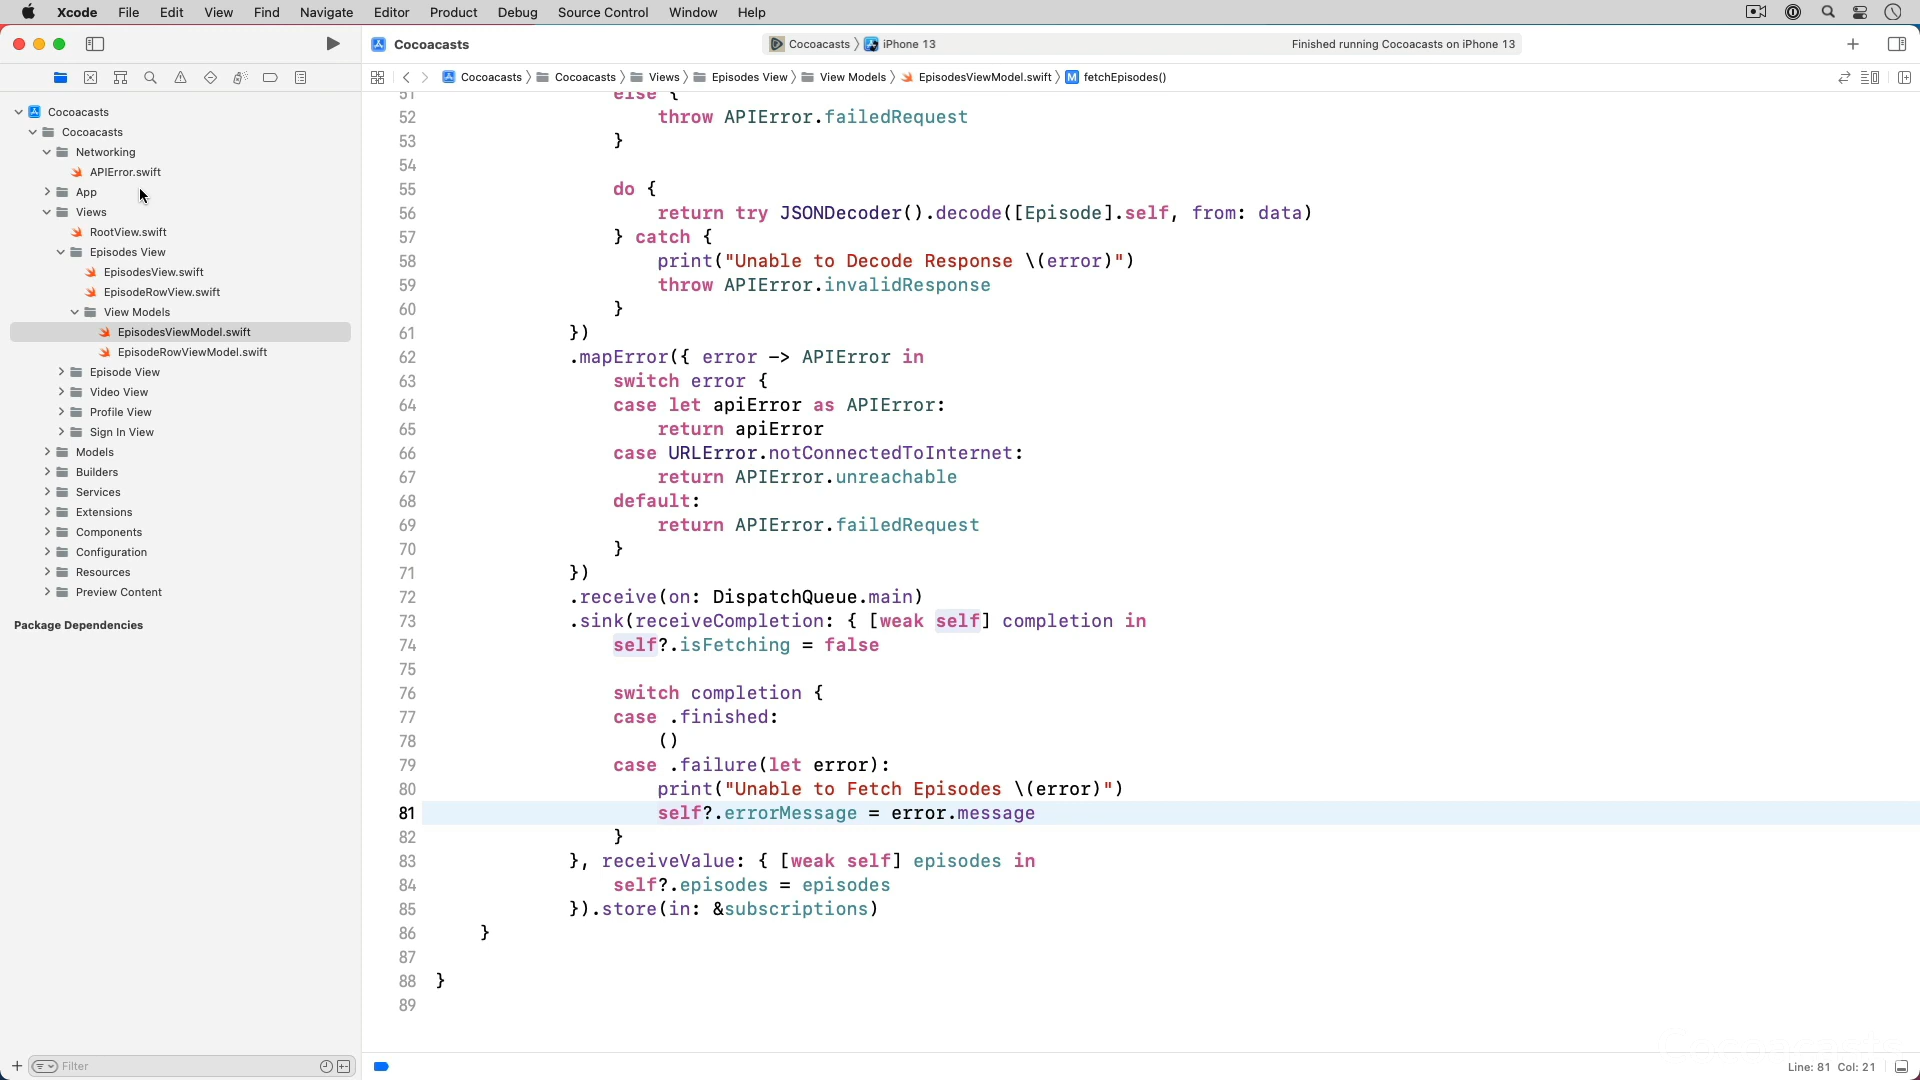 Xcode File Edit View Find Navigate Editor Product Debug Source Control Window Help
Cocoacasts
Cocoacasts iPhone 13
Finished running Cocoacasts on iPhone 13
Cocoacasts Cocoacasts Views Episodes View View Models EpisodesViewModel.swift M fetchEpisodes()
Cocoacasts
Cocoacasts
Networking
APIError.swift
App
Views
RootView.swift
Episodes View
EpisodesView.swift
EpisodeRowView.swift
View Models
EpisodesViewModel.swift
EpisodeRowViewModel.swift
Episode View
Video View
Profile View
Sign In View
Models
Builders
Services
Extensions
Components
Configuration
Resources
Preview Content
Package Dependencies
Filter
51 else {
52 throw APIError.failedRequest
53 }
54
55 do {
56 return try JSONDecoder().decode([Episode].self, from: data)
57 } catch {
58 print("Unable to Decode Response \(error)")
59 throw APIError.invalidResponse
60 }
61 })
62 .mapError({ error -> APIError in
63 switch error {
64 case let apiError as APIError:
65 return apiError
66 case URLError.notConnectedToInternet:
67 return APIError.unreachable
68 default:
69 return APIError.failedRequest
70 }
71 })
72 .receive(on: DispatchQueue.main)
73 .sink(receiveCompletion: { [weak self] completion in
74 self?.isFetching = false
75
76 switch completion {
77 case .finished:
78 ()
79 case .failure(let error):
80 print("Unable to Fetch Episodes \(error)")
81 self?.errorMessage = error.message
82 }
83 }, receiveValue: { [weak self] episodes in
84 self?.episodes = episodes
85 }).store(in: &subscriptions)
86 }
87
88 }
89
Line: 81 Col: 21